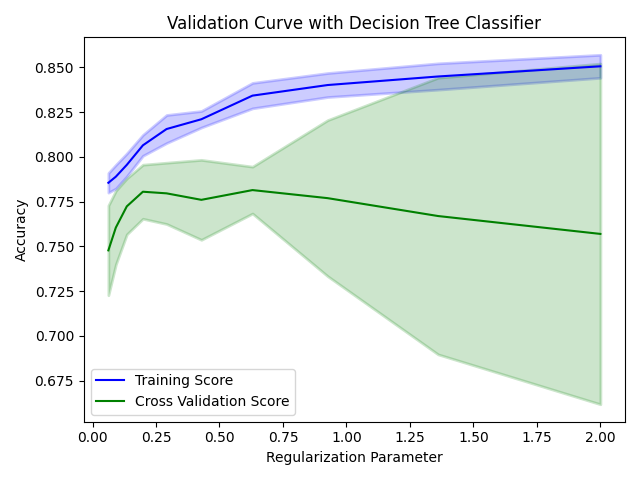 Validation Curve with Decision Tree Classifier
0.850
0.825
0.800
0.775
0.750
0.725
0.700
0.675
Accuracy
Training Score
Cross Validation Score
0.00 0.25 0.50 0.75 1.00 1.25 1.50 1.75 2.00
Regularization Parameter